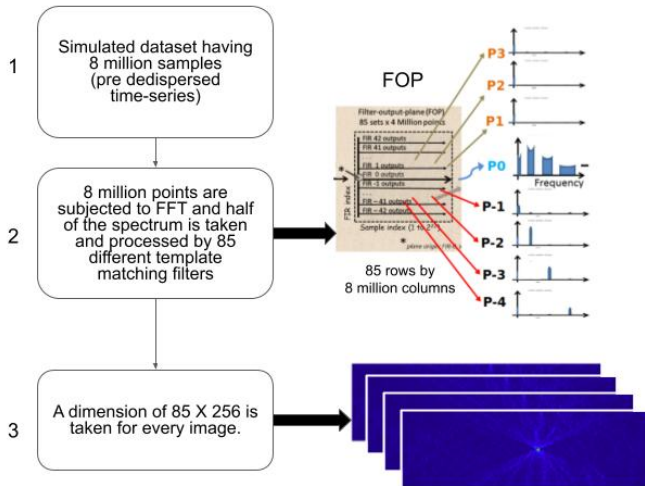 1
Simulated dataset having
8 million samples
(pre dedispersed
time-series)
2
8 million points are
subjected to FFT and half
of the spectrum is taken
and processed by 85
different template
matching filters
3
A dimension of 85 X 256 is
taken for every image.
FOP
Filter-output-plane(FOP)
85 sets x 4 Million points
FIR 42 outputs
FIR 41 outputs
FIR 1 outputs
FIR 0 outputs
FIR -1 outputs
FIR – 41 outputs
FIR – 42 outputs
FIR index
*
Sample index (1 to
* plane origin
85 rows by
8 million columns
P3
P2
P1
P0
Frequency
P-1
P-2
P-3
P-4